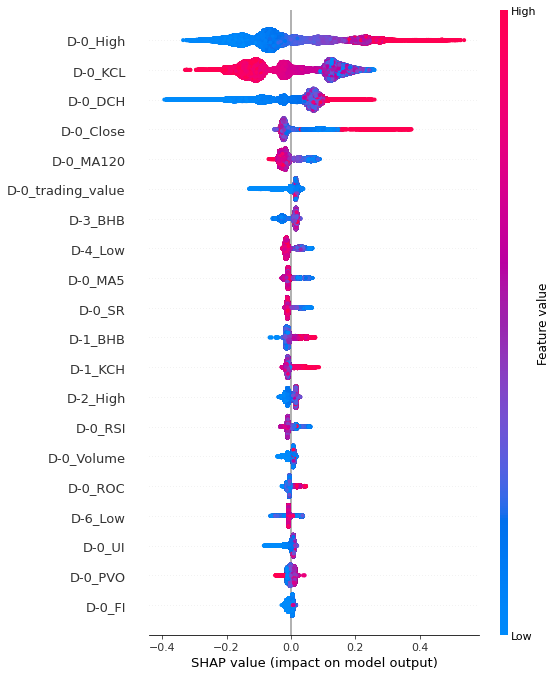 High
D-0_High
D-0_KCL
D-0_DCH
D-0_Close
D-0_MA120
D-0_trading_value
D-3_BHB
D-4_Low
D-0_MA5
D-0_SR
D-1_BHB
D-1_KCH
D-2_High
D-0_RSI
D-0_Volume
D-0_ROC
D-6_Low
D-0_UI
D-0_PVO
D-0_FI
Feature value
Low
−0.4 −0.2 0.0 0.2 0.4
SHAP value (impact on model output)